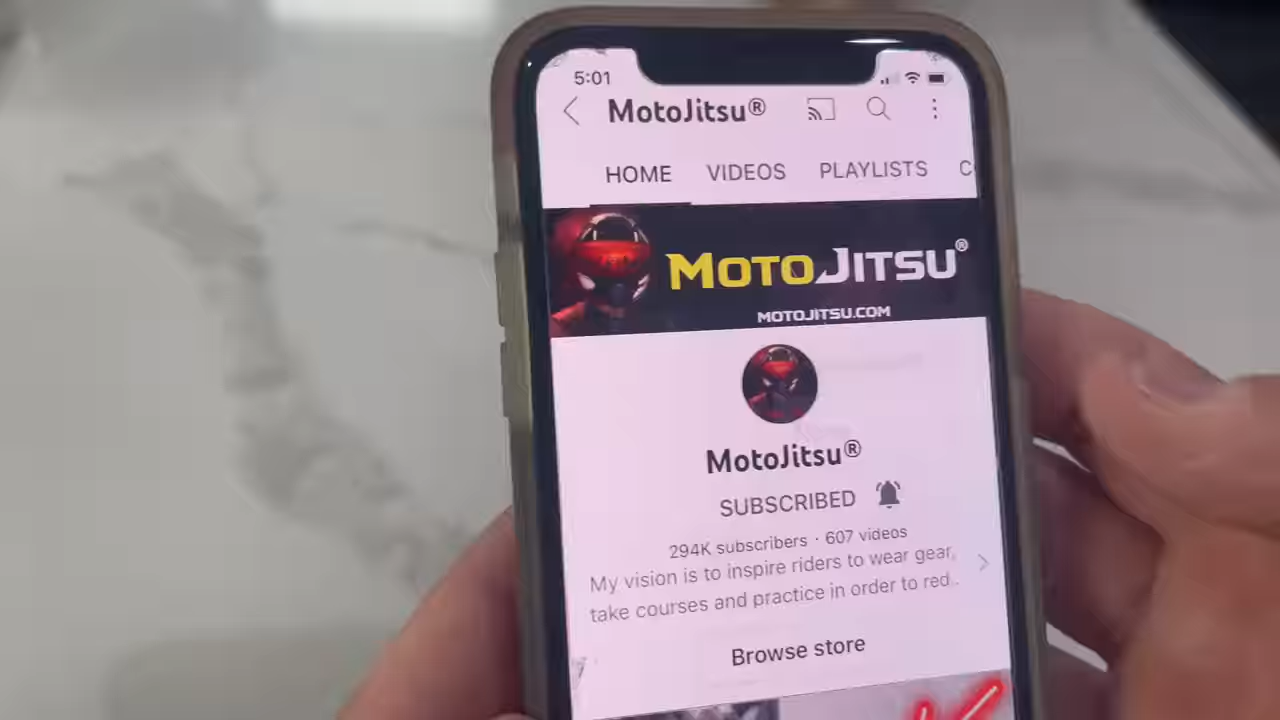 5:01
MotoJitsu®
HOME VIDEOS PLAYLISTS C
MOTOJITSU®
MOTOJITSU.COM
MotoJitsu®
SUBSCRIBED
294K subscribers · 607 videos
My vision is to inspire riders to wear gear,
take courses and practice in order to red..
Browse store